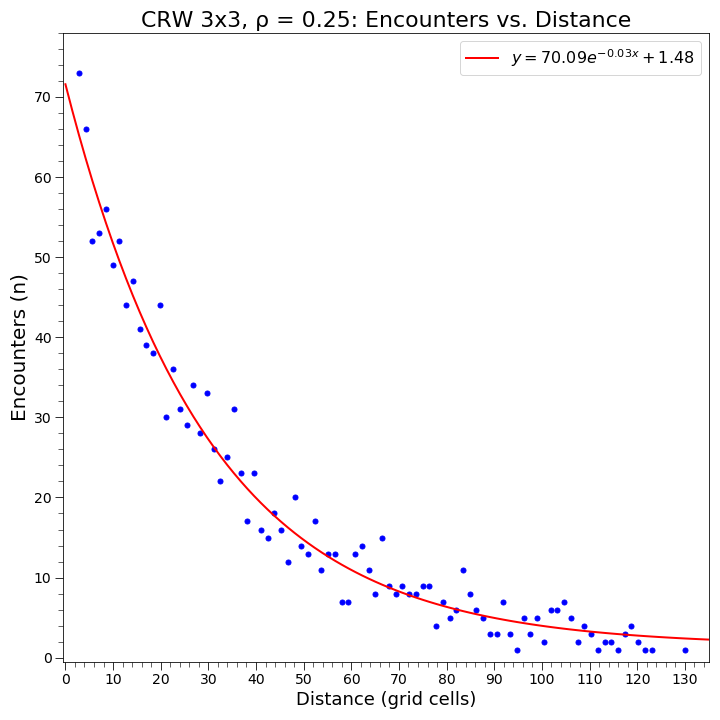 CRW 3x3, ρ = 0.25: Encounters vs. Distance
y = 70.09e^{-0.03x} + 1.48
Encounters (n)
70
60
50
40
30
20
10
0
0 10 20 30 40 50 60 70 80 90 100 110 120 130
Distance (grid cells)